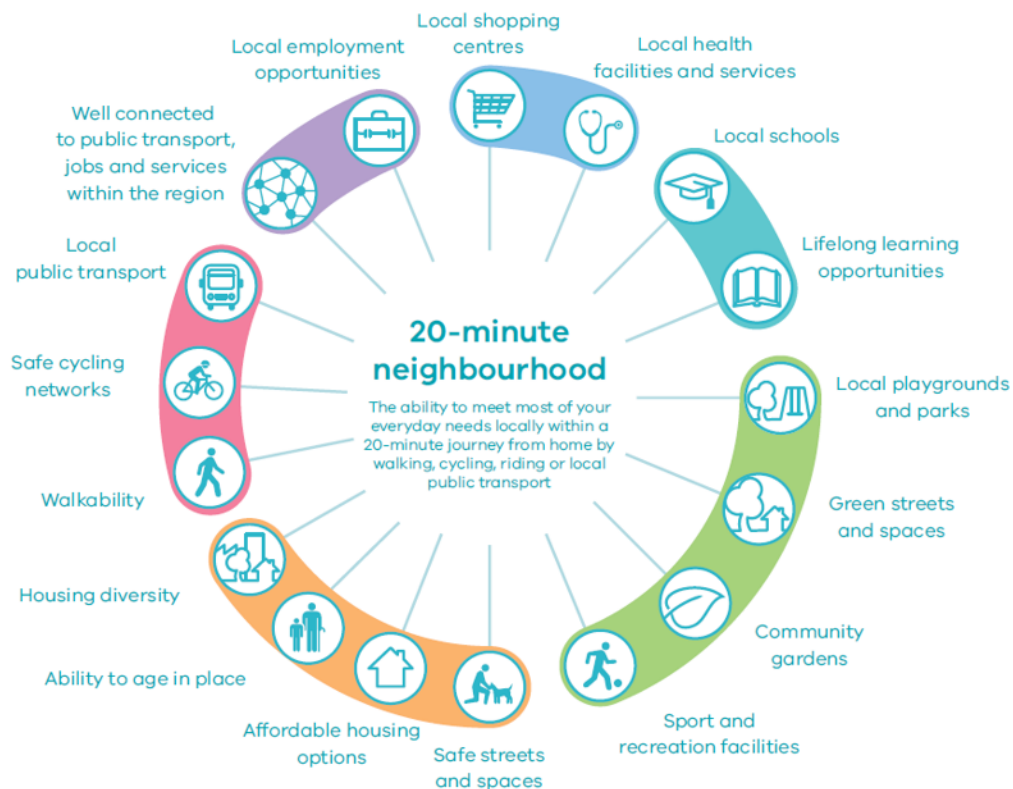 Local shopping
centres
Local health
facilities and services
Local schools
Lifelong learning
opportunities
Local playgrounds
and parks
Green streets
and spaces
Community
gardens
Sport and
recreation facilities
Safe streets
and spaces
Affordable housing
options
Ability to age in place
Housing diversity
Walkability
Safe cycling
networks
Local
public transport
Well connected
to public transport,
jobs and services
within the region
Local employment
opportunities
20-minute
neighbourhood
The ability to meet most of your
everyday needs locally within a
20-minute journey from home by
walking, cycling, riding or local
public transport